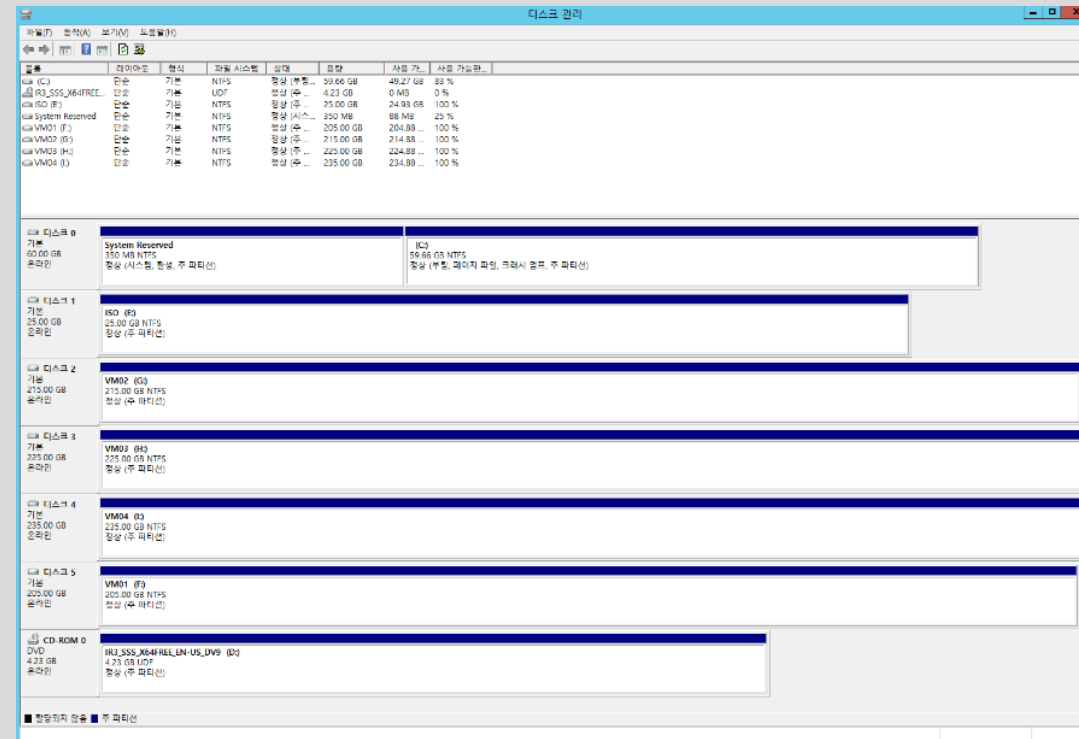 디스크 관리
파일(F) 동작(A) 보기(V) 도움말(H)
볼륨 레이아웃 형식 파일 시스템 상태 용량 사용 가... 사용 가능한...
(C:) 단순 기본 NTFS 정상 (부팅... 59.66 GB 49.27 GB 83 %
IR3_SSS_X64FREE... 단순 기본 UDF 정상 (주 ... 4.23 GB 0 MB 0 %
ISO (E:) 단순 기본 NTFS 정상 (주 ... 25.00 GB 24.93 GB 100 %
System Reserved 단순 기본 NTFS 정상 (시스... 350 MB 88 MB 25 %
VM01 (F:) 단순 기본 NTFS 정상 (주 ... 205.00 GB 204.88 ... 100 %
VM02 (G:) 단순 기본 NTFS 정상 (주 ... 215.00 GB 214.88 ... 100 %
VM03 (H:) 단순 기본 NTFS 정상 (주 ... 225.00 GB 224.88 ... 100 %
VM04 (I:) 단순 기본 NTFS 정상 (주 ... 235.00 GB 234.88 ... 100 %
디스크 0
기본
60.00 GB
온라인
System Reserved
350 MB NTFS
정상 (시스템, 활성, 주 파티션)
(C:)
59.66 GB NTFS
정상 (부팅, 페이지 파일, 크래시 덤프, 주 파티션)
디스크 1
기본
25.00 GB
온라인
ISO (E:)
25.00 GB NTFS
정상 (주 파티션)
디스크 2
기본
215.00 GB
온라인
VM02 (G:)
215.00 GB NTFS
정상 (주 파티션)
디스크 3
기본
225.00 GB
온라인
VM03 (H:)
225.00 GB NTFS
정상 (주 파티션)
디스크 4
기본
235.00 GB
온라인
VM04 (I:)
235.00 GB NTFS
정상 (주 파티션)
디스크 5
기본
205.00 GB
온라인
VM01 (F:)
205.00 GB NTFS
정상 (주 파티션)
CD-ROM 0
DVD
4.23 GB
온라인
IR3_SSS_X64FREE_EN-US_DV9 (D:)
4.23 GB UDF
정상 (주 파티션)
할당되지 않음 주 파티션